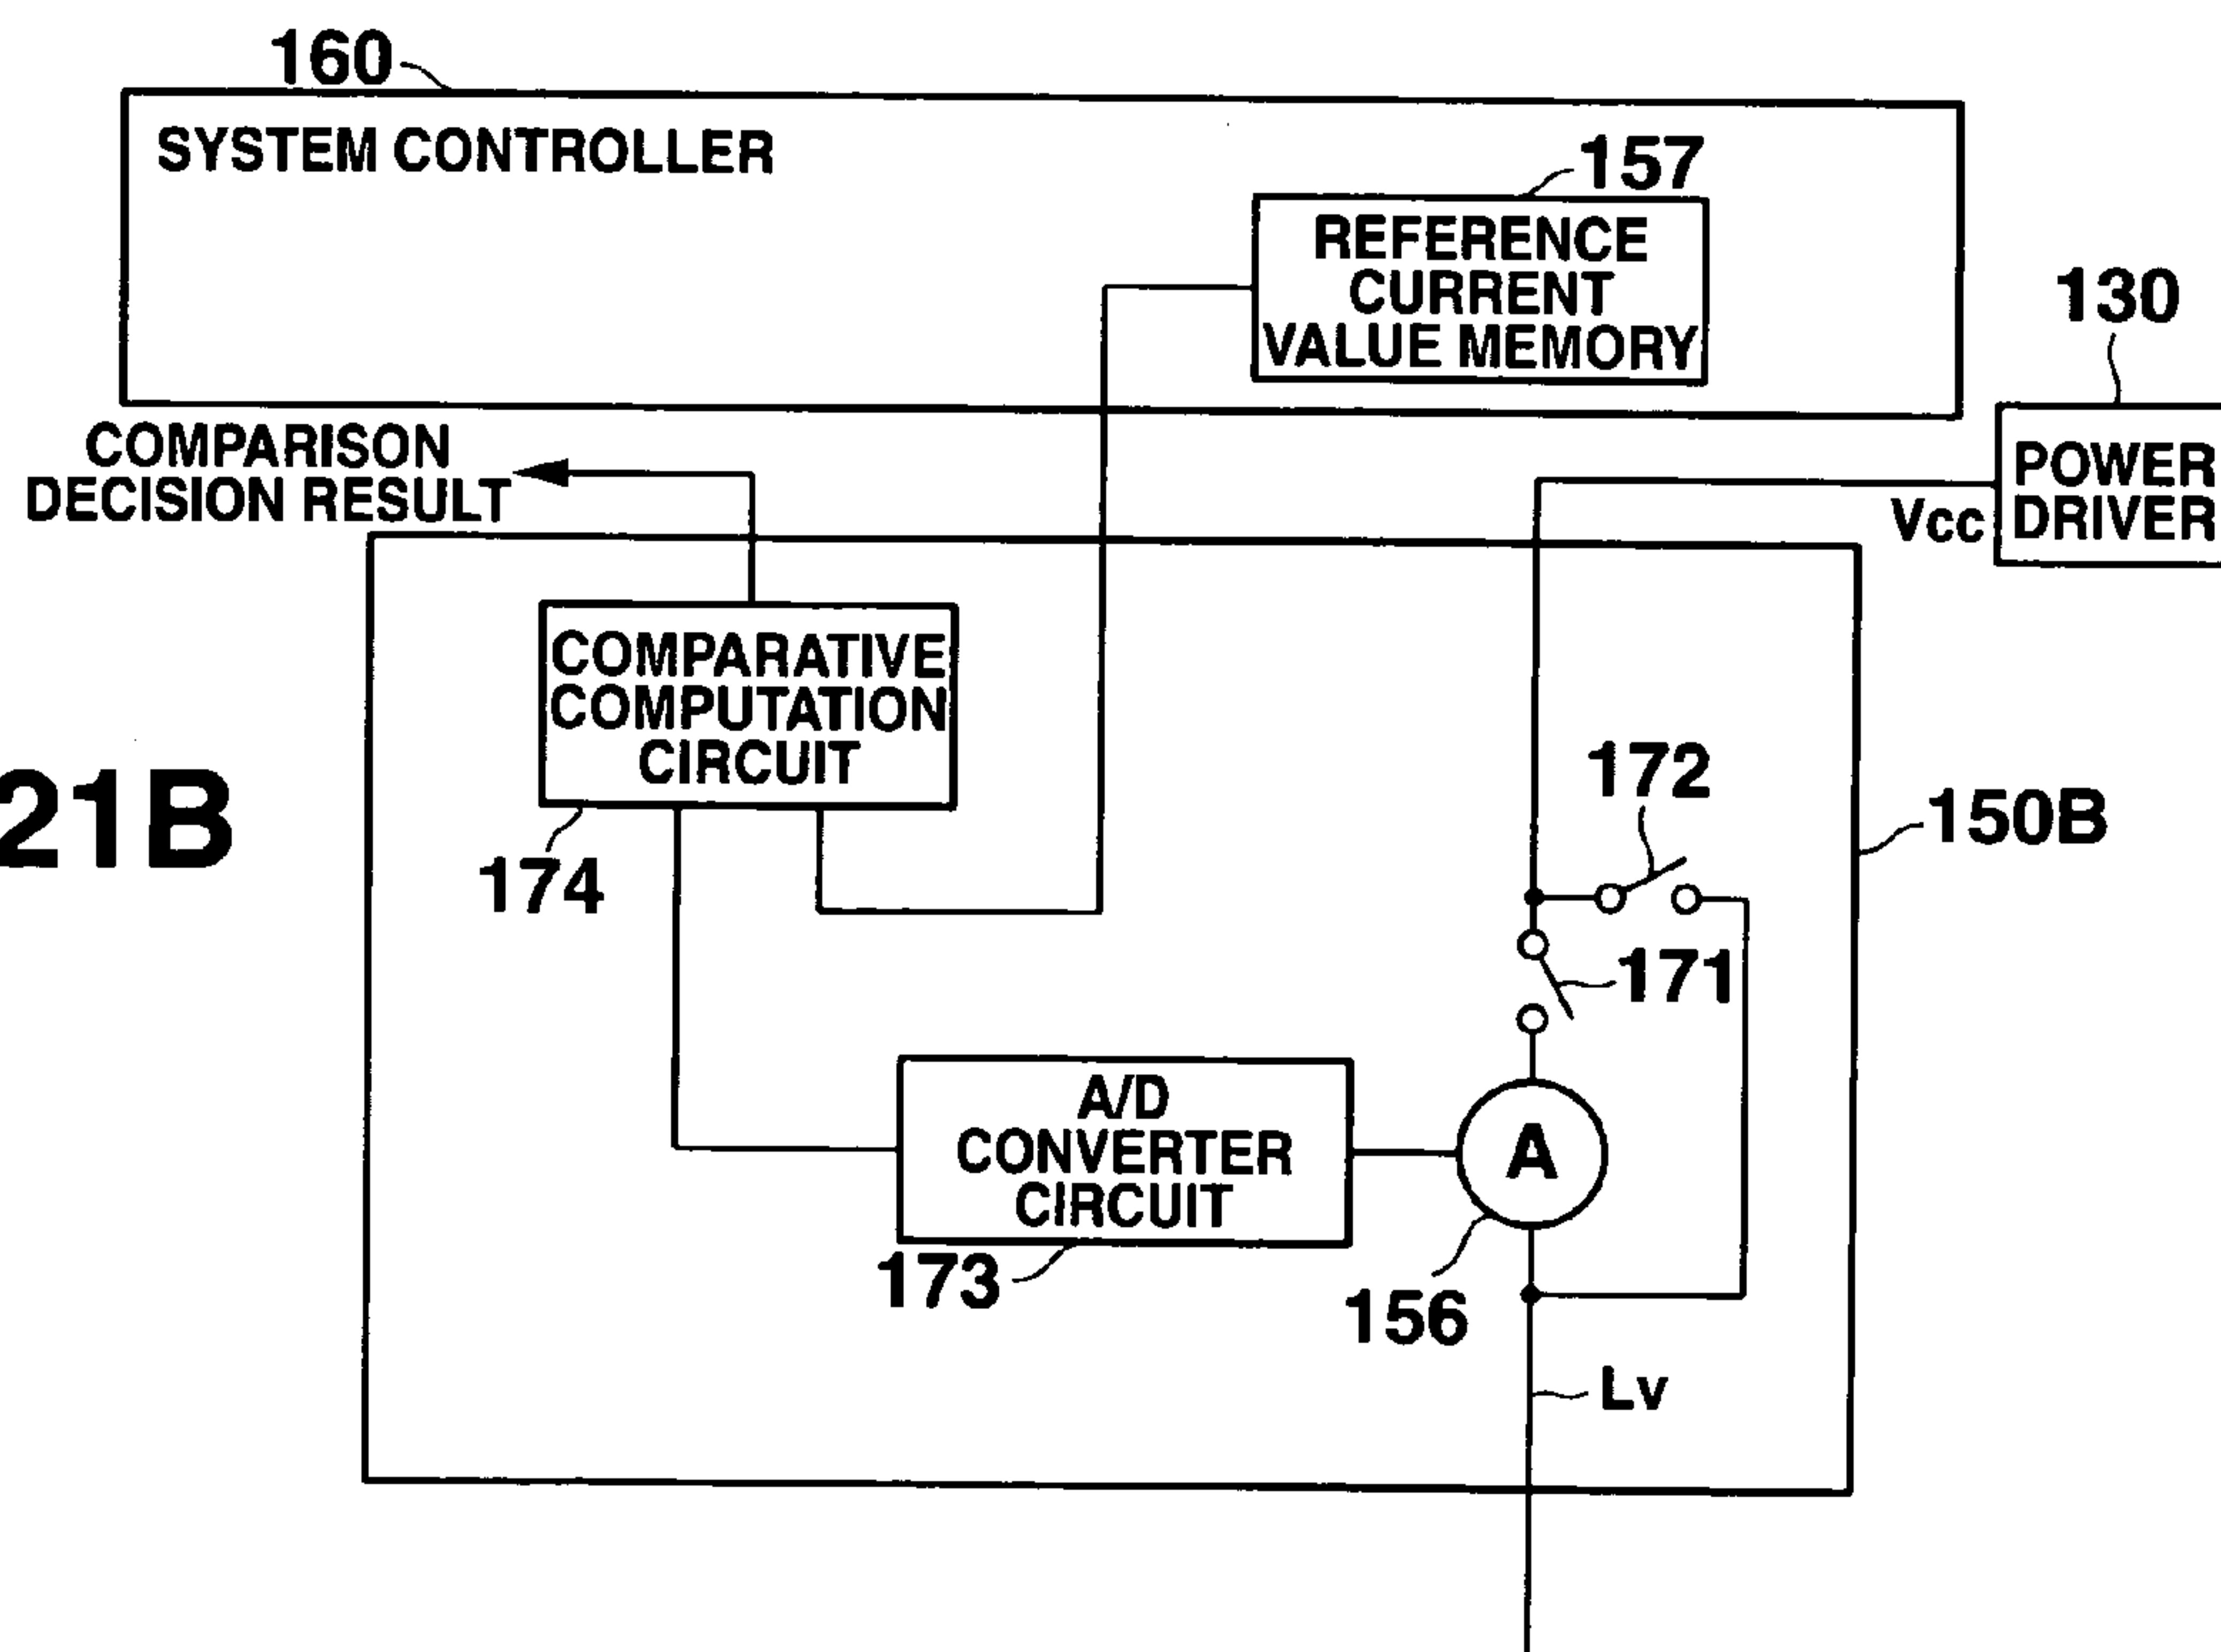 160
SYSTEM CONTROLLER
157
REFERENCE
CURRENT
VALUE MEMORY
130
COMPARISON
DECISION RESULT
POWER
DRIVER
Vcc
COMPARATIVE
COMPUTATION
CIRCUIT
172
21B
150B
174
171
A/D
CONVERTER
CIRCUIT
A
173
156
Lv